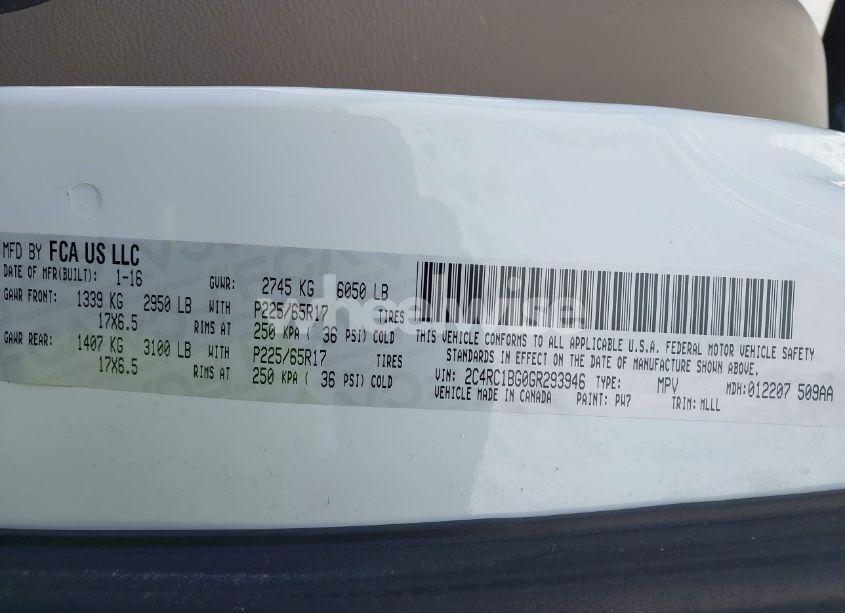 MFD BY FCA US LLC
DATE OF MFR(BUILT): 1-16 GVWR: 2745 KG 6050 LB
GAWR FRONT: 1339 KG 2950 LB WITH P225/65R17 TIRES
17X6.5 RIMS AT 250 KPA ( 36 PSI) COLD
GAWR REAR: 1407 KG 3100 LB WITH P225/65R17 TIRES
17X6.5 RIMS AT 250 KPA ( 36 PSI) COLD
THIS VEHICLE CONFORMS TO ALL APPLICABLE U.S.A. FEDERAL MOTOR VEHICLE SAFETY
STANDARDS IN EFFECT ON THE DATE OF MANUFACTURE SHOWN ABOVE.
VIN: 2C4RC1BG0GR293946 TYPE: MPV MDH:012207 509AA
VEHICLE MADE IN CANADA PAINT: PW7 TRIM: MLLL
wheelwise